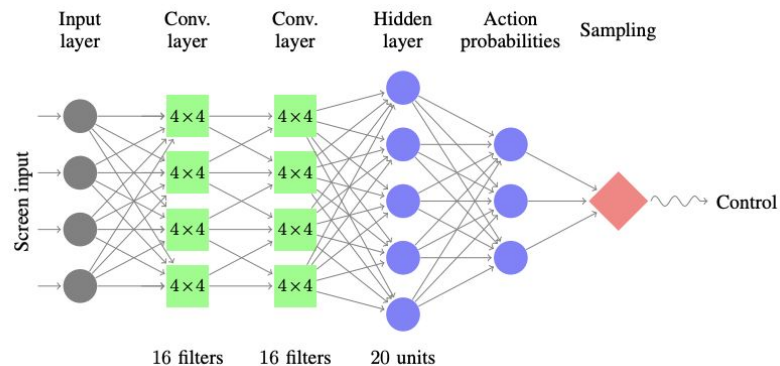 Input
layer
Conv.
layer
Conv.
layer
Hidden
layer
Action
probabilities
Sampling
Screen input
4×4
4×4
4×4
4×4
4×4
4×4
4×4
4×4
Control
16 filters
16 filters
20 units